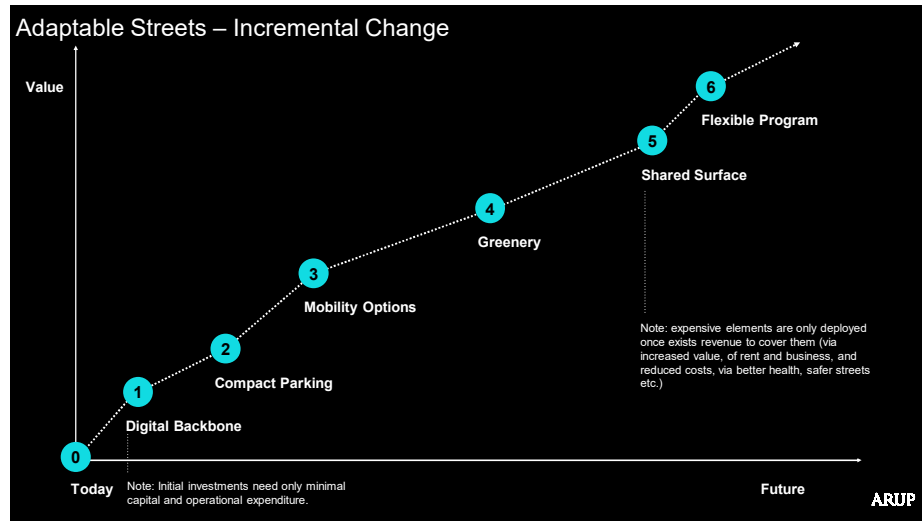 Adaptable Streets – Incremental Change
Value
6
Flexible Program
5
Shared Surface
4
Greenery
3
Mobility Options
Note: expensive elements are only deployed
once exists revenue to cover them (via
increased value, of rent and business, and
reduced costs, via better health, safer streets
etc.)
2
Compact Parking
1
Digital Backbone
0
Today
Note: Initial investments need only minimal
capital and operational expenditure.
Future
ARUP